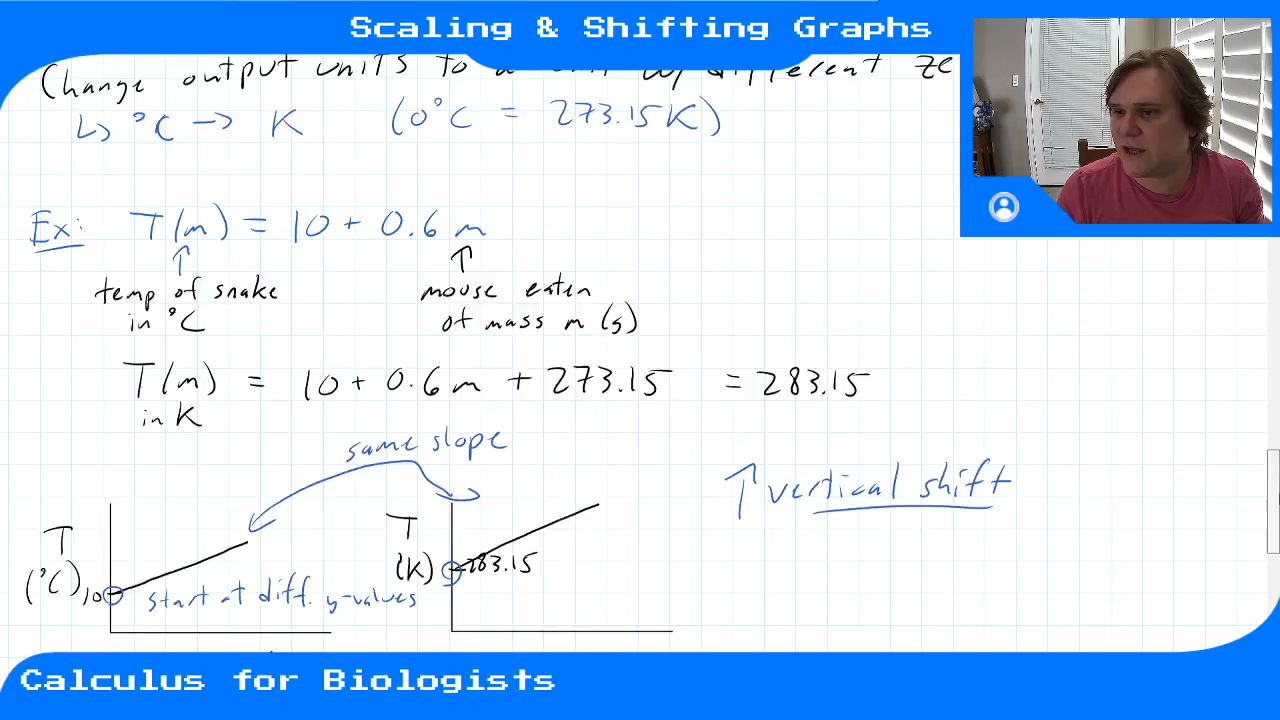 Scaling & Shifting Graphs
Change output units to a unit w/ different ze
↳ °C → K (0°C = 273.15K)
Ex: T(m) = 10 + 0.6 m
↑ ↑
temp of snake
in °C
mouse eaten
of mass m (g)
T(m) = 10 + 0.6 m + 273.15 = 283.15
in K
same slope
↑ vertical shift
T
(°C)
10
start at diff. y-values
T
(K)
283.15
Calculus for Biologists